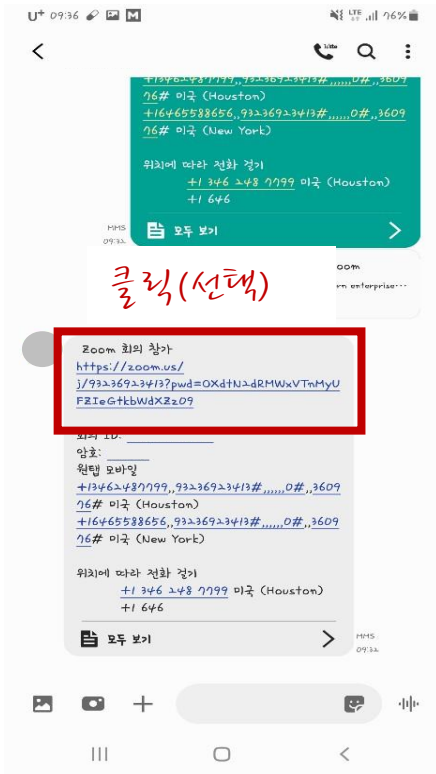 U+ 09:36 M LTE 76%
+13462487799,,93236923413#,,,,,,0#,,3609
76# 미국 (Houston)
+16465588656,,93236923413#,,,,,,0#,,3609
76# 미국 (New York)
위치에 따라 전화 걸기
+1 346 248 7799 미국 (Houston)
+1 646
모두 보기
MMS
09:32
클릭(선택)
Zoom 회의 참가
https://zoom.us/
j/93236923413?pwd=OXdtN2dRMWxVTnMyU
FZIeGtkbWdXZz09
회의 ID:
암호:
원탭 모바일
+13462487799,,93236923413#,,,,,,0#,,3609
76# 미국 (Houston)
+16465588656,,93236923413#,,,,,,0#,,3609
76# 미국 (New York)
위치에 따라 전화 걸기
+1 346 248 7799 미국 (Houston)
+1 646
모두 보기
MMS
09:32